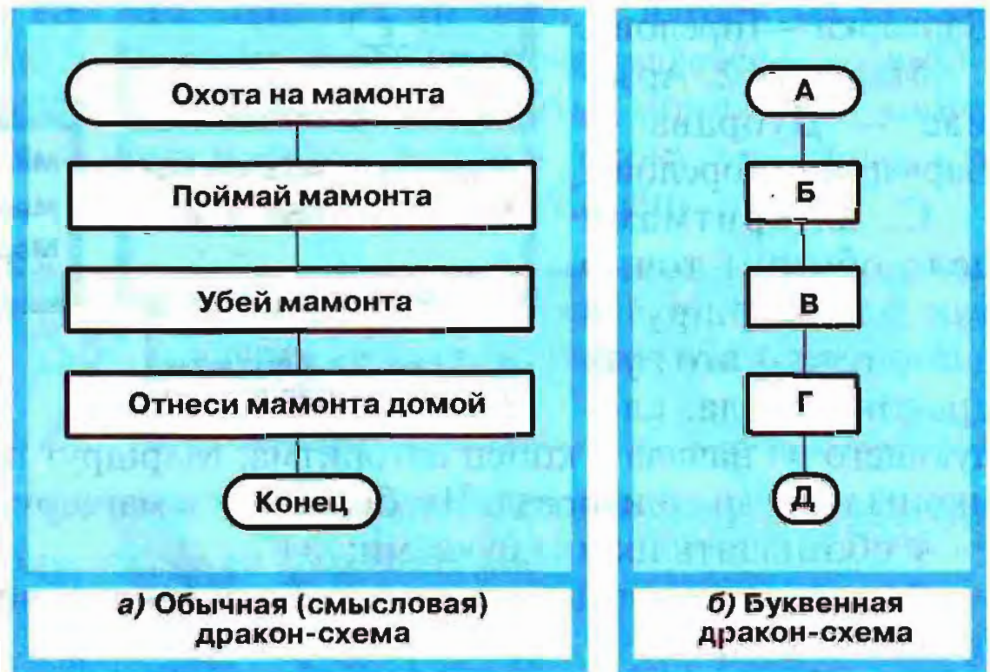 Охота на мамонта
Поймай мамонта
Убей мамонта
Отнеси мамонта домой
Конец
а) Обычная (смысловая)
дракон-схема
А
Б
В
Г
Д
б) Буквенная
дракон-схема